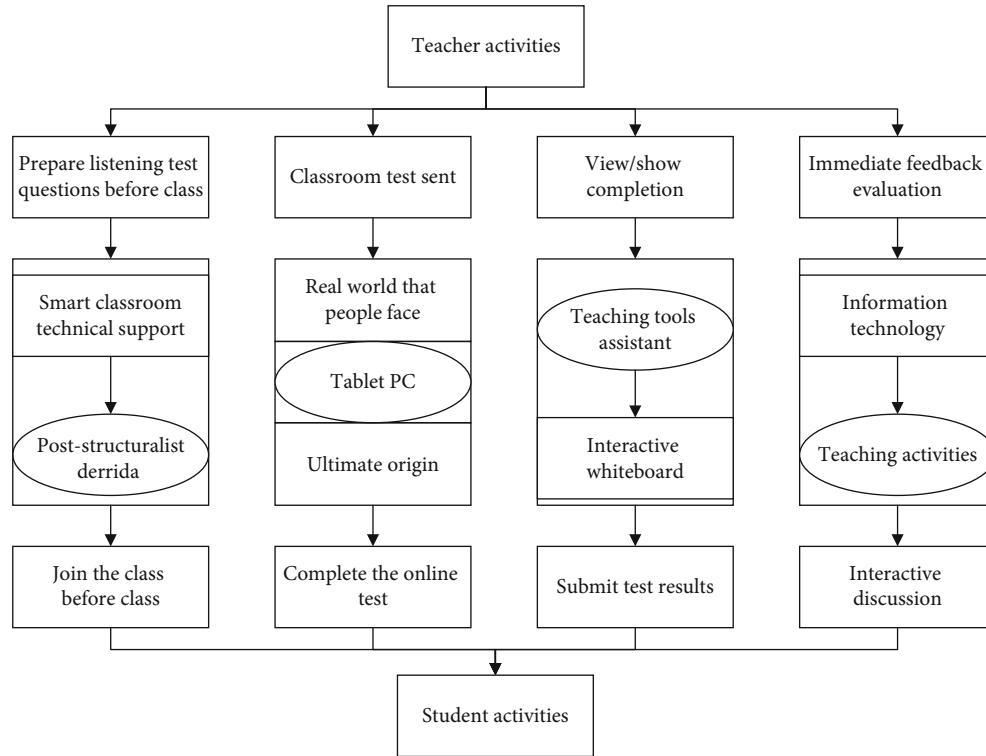 Teacher activities
Prepare listening test
questions before class
Classroom test sent
View/show
completion
Immediate feedback
evaluation
Smart classroom
technical support
Post-structuralist
derrida
Real world that
people face
Tablet PC
Ultimate origin
Teaching tools
assistant
Interactive
whiteboard
Information
technology
Teaching activities
Join the class
before class
Complete the online
test
Submit test results
Interactive
discussion
Student activities